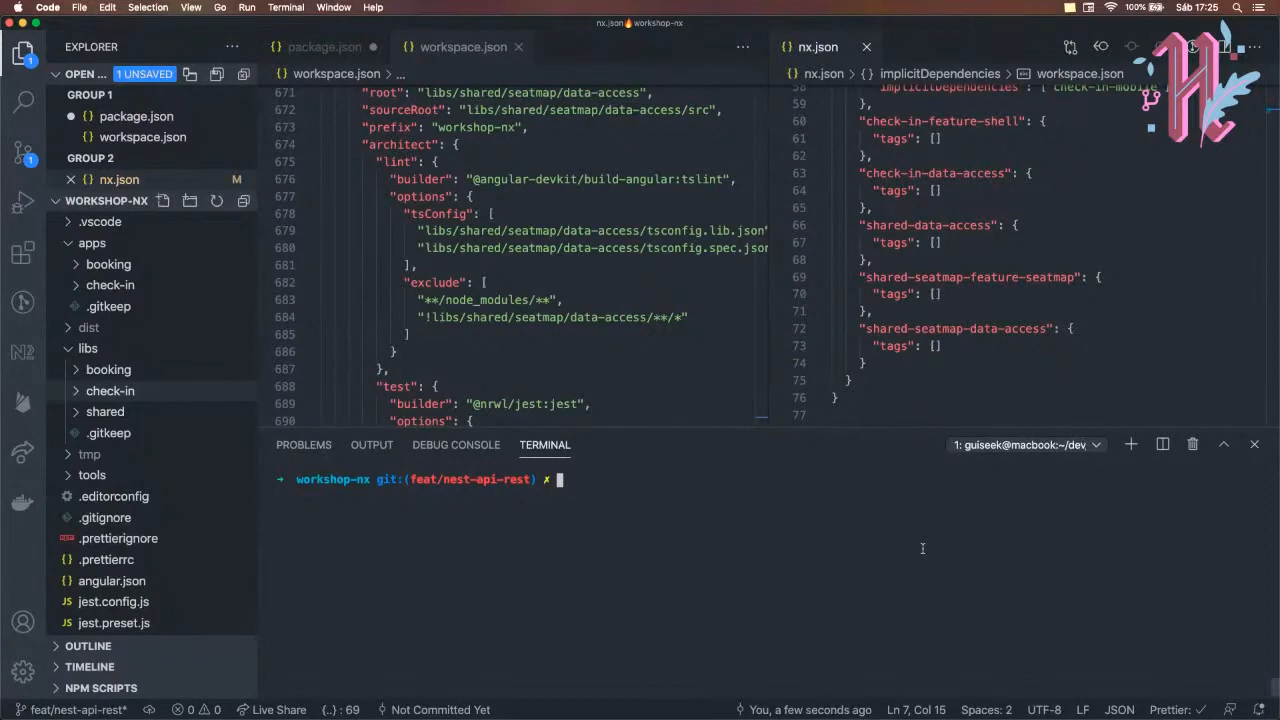 Code File Edit Selection View Go Run Terminal Window Help 100% Sáb 17:25
nx.json🔥workshop-nx
EXPLORER
OPEN ... 1 UNSAVED
GROUP 1
package.json
workspace.json
GROUP 2
nx.json M
WORKSHOP-NX
.vscode
apps
booking
check-in
.gitkeep
dist
libs
booking
check-in
shared
.gitkeep
tmp
tools
.editorconfig
.gitignore
.prettierignore
.prettierrc
angular.json
jest.config.js
jest.preset.js
OUTLINE
TIMELINE
NPM SCRIPTS
package.json workspace.json
workspace.json > ...
671 "root": "libs/shared/seatmap/data-access",
672 "sourceRoot": "libs/shared/seatmap/data-access/src",
673 "prefix": "workshop-nx",
674 "architect": {
675 "lint": {
676 "builder": "@angular-devkit/build-angular:tslint",
677 "options": {
678 "tsConfig": [
679 "libs/shared/seatmap/data-access/tsconfig.lib.json"
680 "libs/shared/seatmap/data-access/tsconfig.spec.json
681 ],
682 "exclude": [
683 "**/node_modules/**",
684 "!libs/shared/seatmap/data-access/**/*"
685 ]
686 }
687 },
688 "test": {
689 "builder": "@nrwl/jest:jest",
690 "options": {
nx.json
nx.json > {} implicitDependencies > workspace.json
58 "implicitDependencies": ["check-in-mobile"]
59 },
60 "check-in-feature-shell": {
61 "tags": []
62 },
63 "check-in-data-access": {
64 "tags": []
65 },
66 "shared-data-access": {
67 "tags": []
68 },
69 "shared-seatmap-feature-seatmap": {
70 "tags": []
71 },
72 "shared-seatmap-data-access": {
73 "tags": []
74 }
75 }
76 }
77
PROBLEMS OUTPUT DEBUG CONSOLE TERMINAL 1: guiseek@macbook:~/dev
→ workshop-nx git:(feat/nest-api-rest) ✗
feat/nest-api-rest* 0 0 Live Share {..} : 69 Not Committed Yet You, a few seconds ago Ln 7, Col 15 Spaces: 2 UTF-8 LF JSON Prettier: ✓